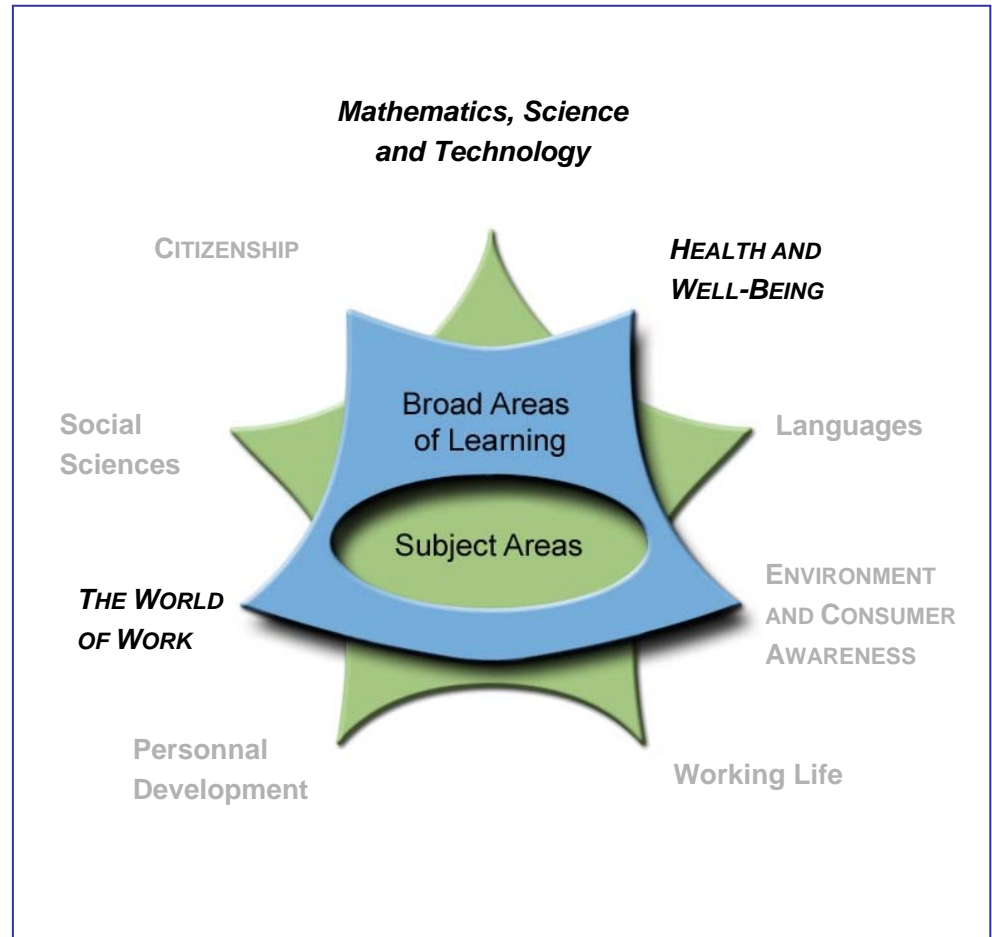 Mathematics, Science
and Technology
CITIZENSHIP
HEALTH AND
WELL-BEING
Broad Areas
of Learning
Social
Sciences
Languages
Subject Areas
THE WORLD
OF WORK
ENVIRONMENT
AND CONSUMER
AWARENESS
Personnal
Development
Working Life